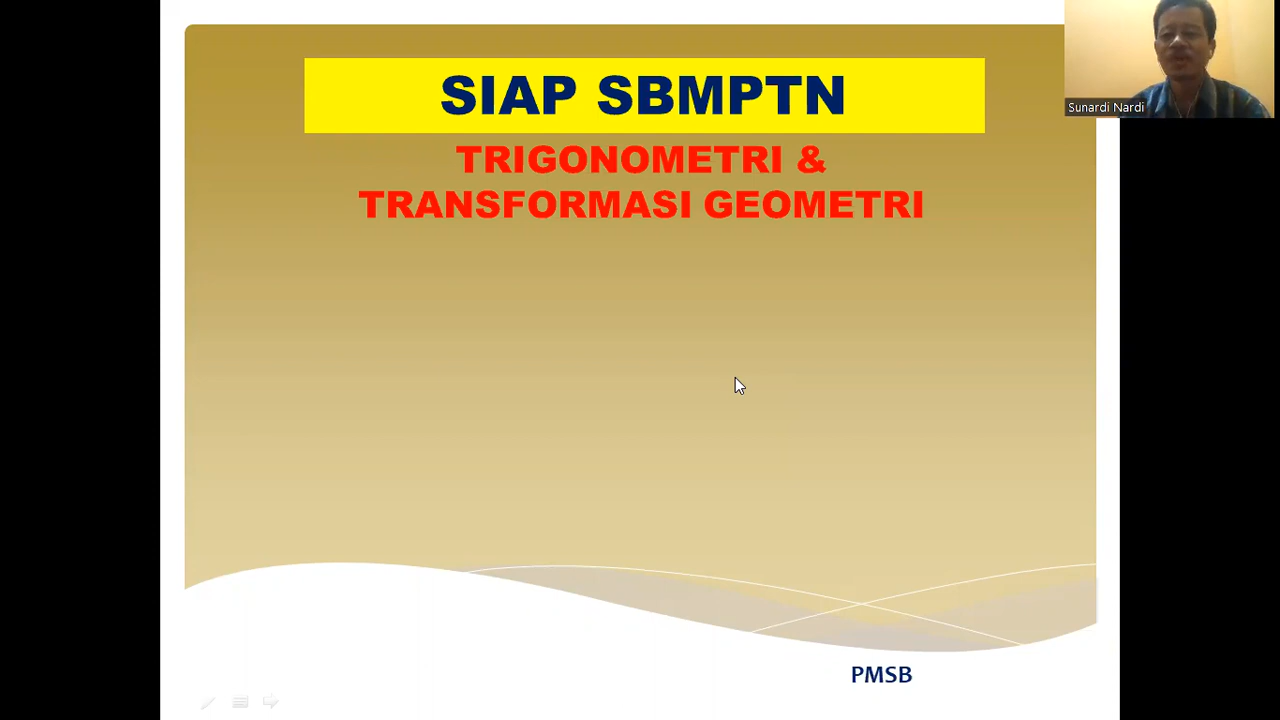 SIAP SBMPTN
Sunardi Nardi
TRIGONOMETRI &
TRANSFORMASI GEOMETRI
PMSB